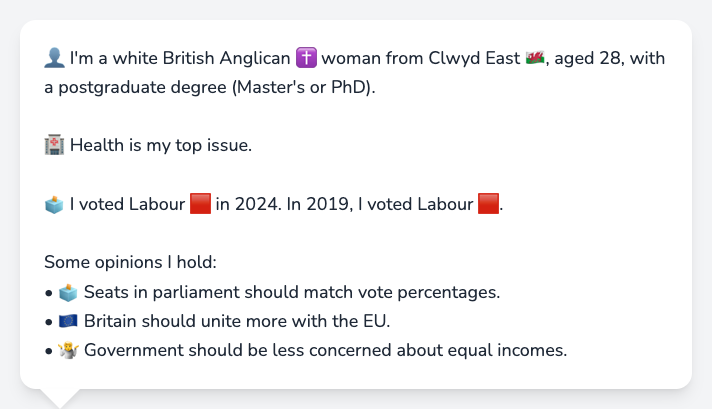 👤 I'm a white British Anglican ✝️ woman from Clwyd East 🏴󠁧󠁢󠁷󠁬󠁳󠁿, aged 28, with
a postgraduate degree (Master's or PhD).
🏥 Health is my top issue.
🗳️ I voted Labour 🟥 in 2024. In 2019, I voted Labour 🟥.
Some opinions I hold:
• 🗳️ Seats in parliament should match vote percentages.
• 🇪🇺 Britain should unite more with the EU.
• 🤷 Government should be less concerned about equal incomes.